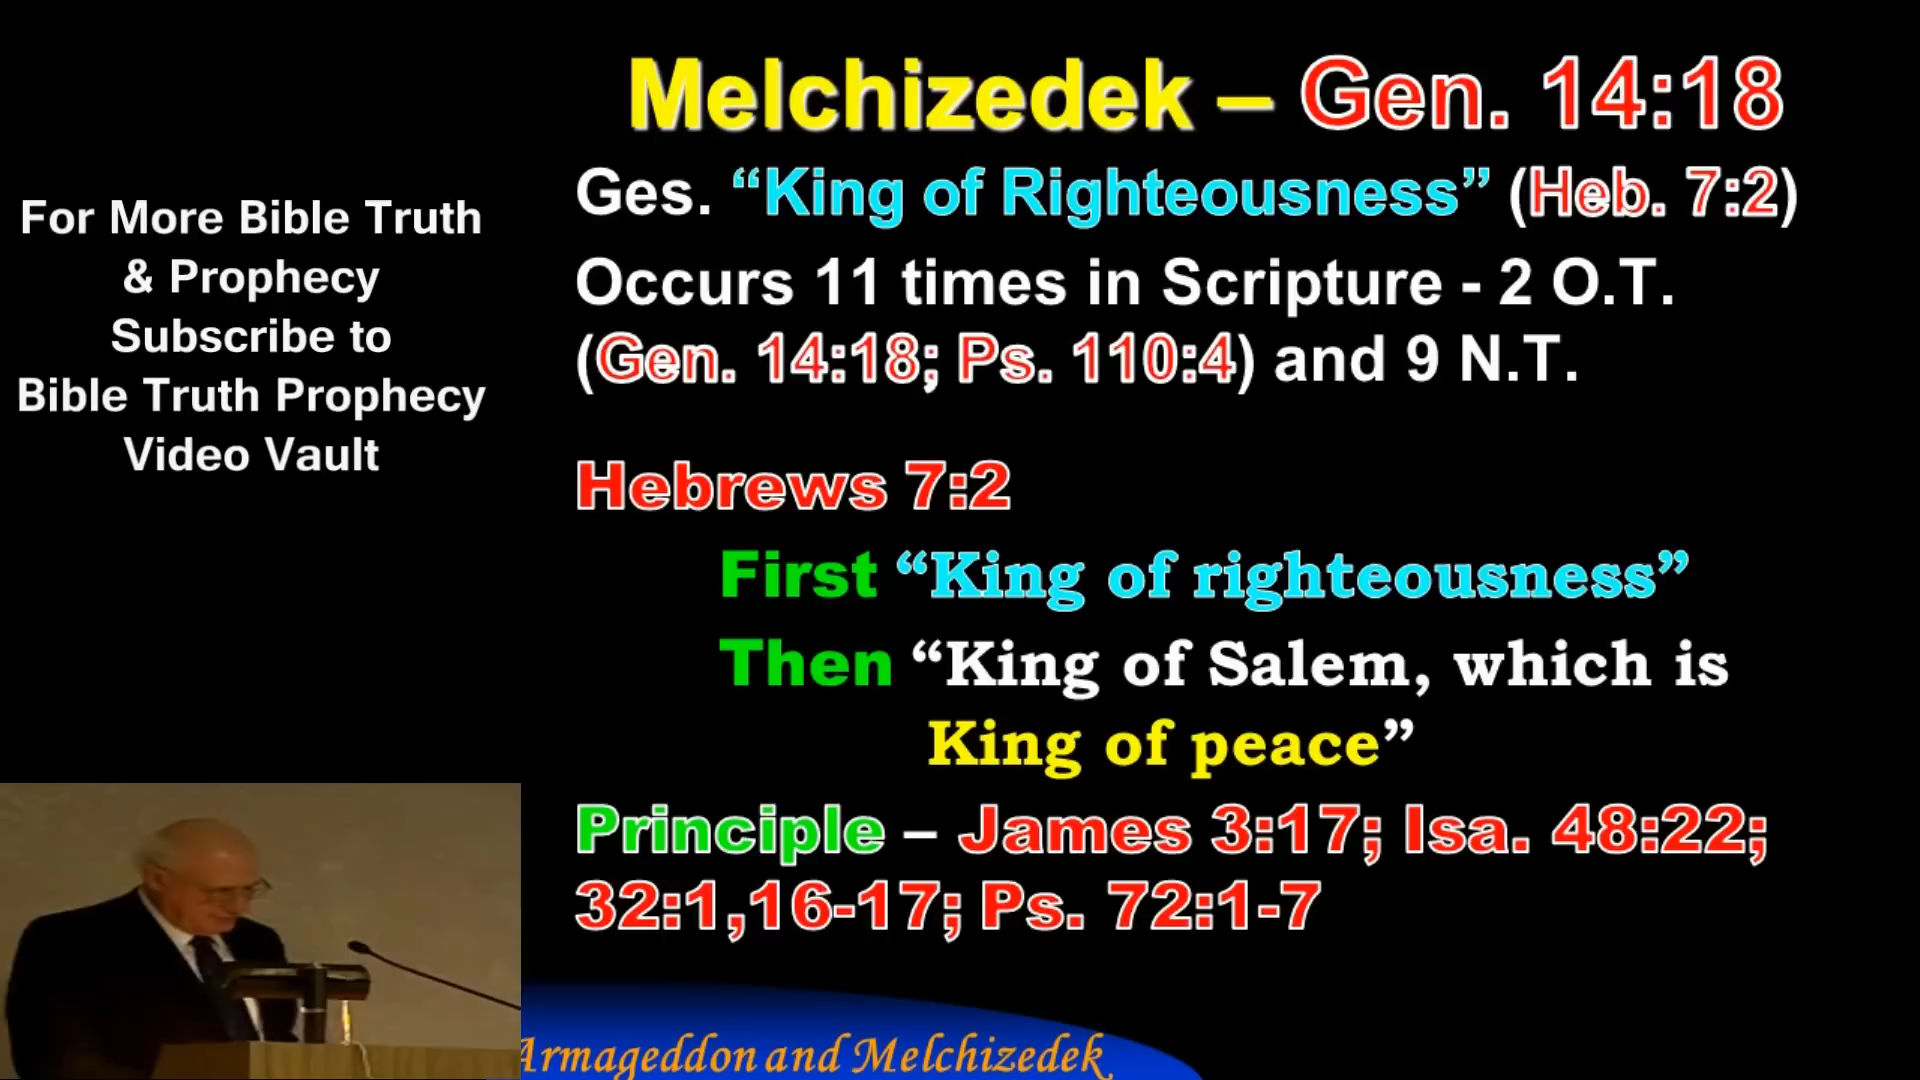 Melchizedek – Gen. 14:18
Ges. “King of Righteousness” (Heb. 7:2)
Occurs 11 times in Scripture - 2 O.T.
(Gen. 14:18; Ps. 110:4) and 9 N.T.
Hebrews 7:2
First “King of righteousness”
Then “King of Salem, which is
King of peace”
Principle – James 3:17; Isa. 48:22;
32:1,16-17; Ps. 72:1-7
For More Bible Truth
& Prophecy
Subscribe to
Bible Truth Prophecy
Video Vault
Armageddon and Melchizedek